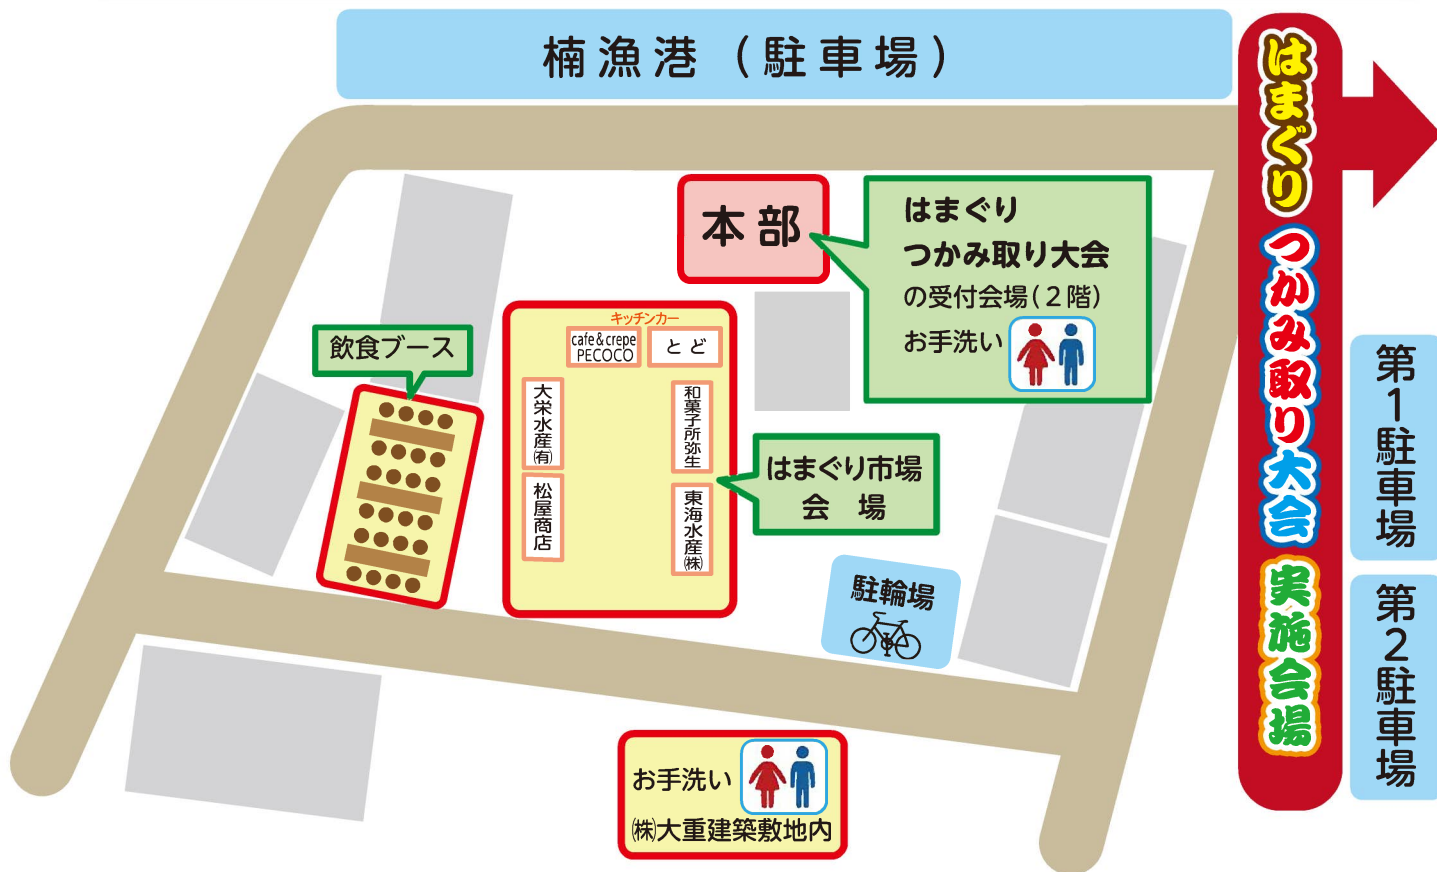 楠漁港（駐車場）
はまぐりつかみ取り大会実施会場
本部
はまぐり
つかみ取り大会
の受付会場（２階）
お手洗い
キッチンカー
cafe＆crepe
PECOCO
とど
飲食ブース
大栄水産㈲
和菓子所弥生
松屋商店
東海水産㈱
はまぐり市場
会　場
第1駐車場
駐輪場
第2駐車場
お手洗い
㈱大重建築敷地内